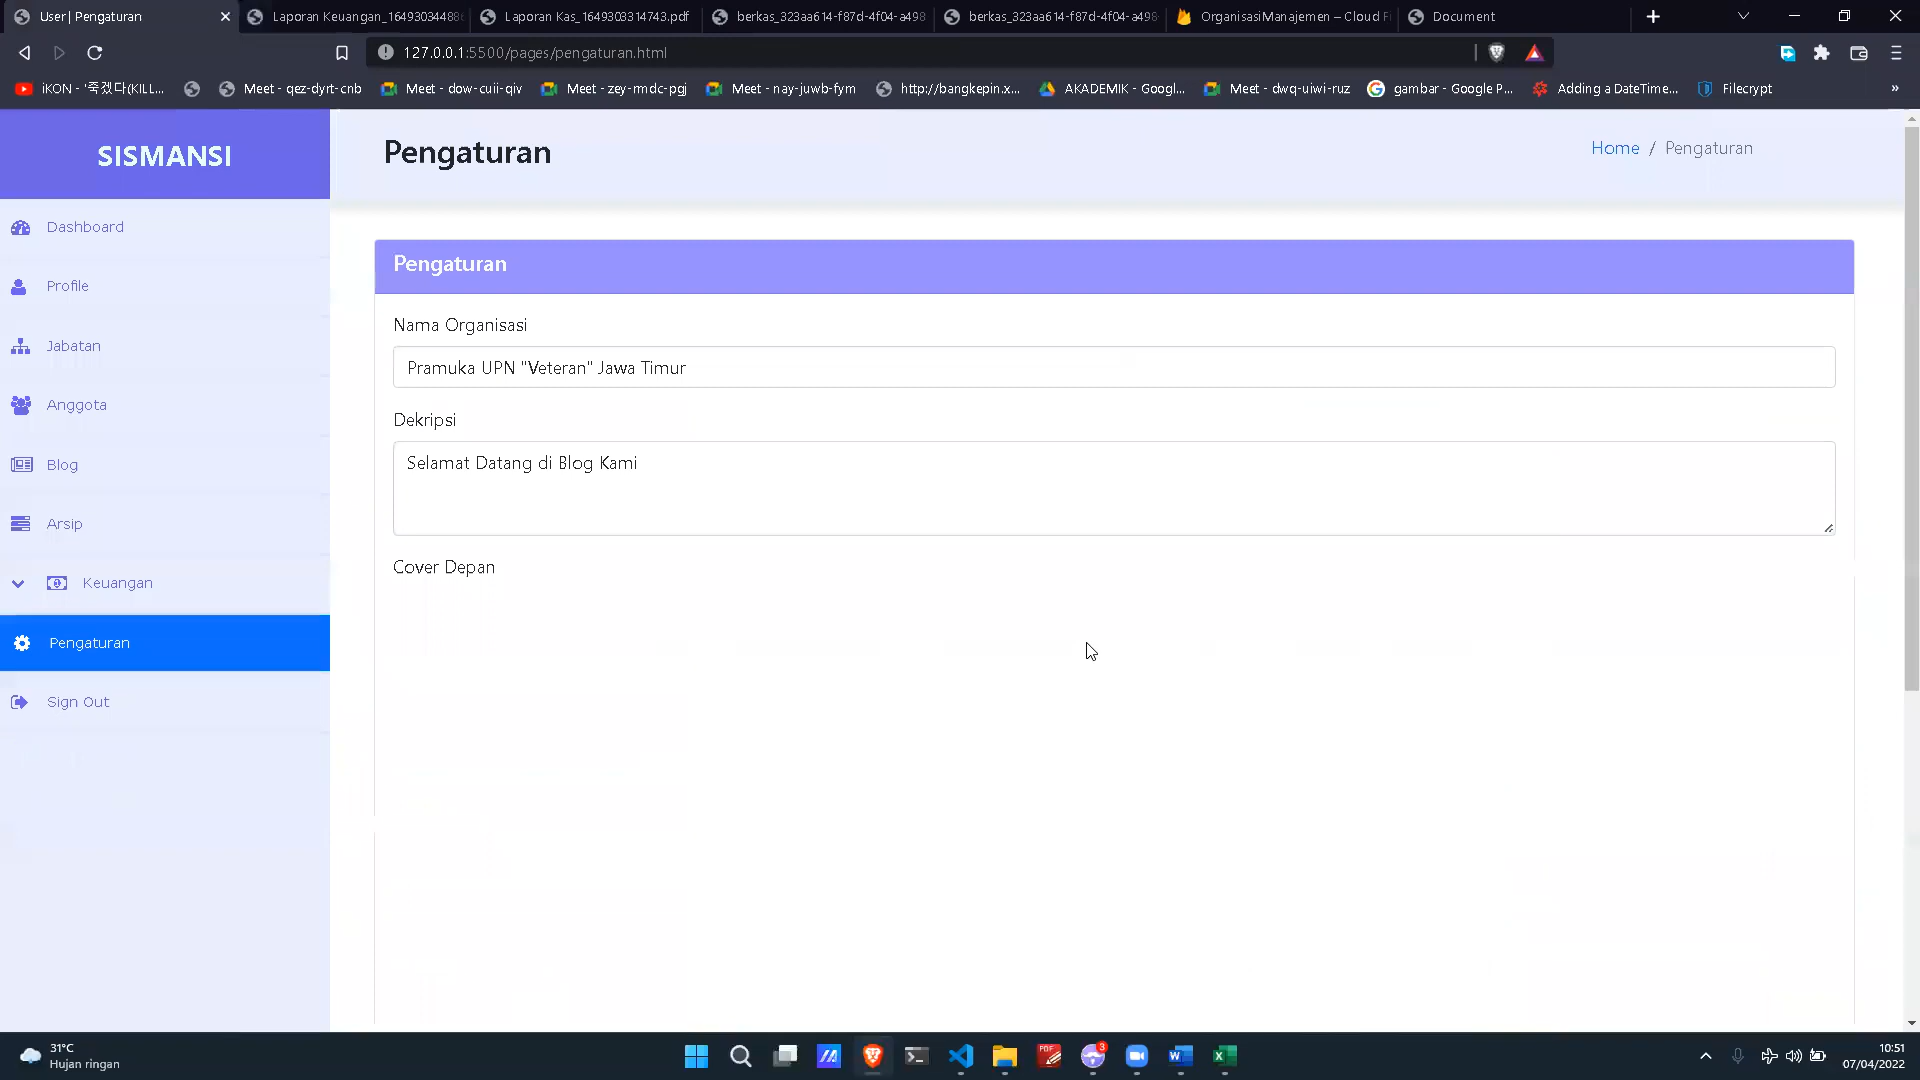 User | Pengaturan
Laporan Keuangan_164930344886
Laporan Kas_1649303314743.pdf
berkas_323aa614-f87d-4f04-a498
berkas_323aa614-f87d-4f04-a498
OrganisasiManajemen – Cloud Fi
Document
127.0.0.1:5500/pages/pengaturan.html
iKON - '죽겠다(KILL...
Meet - qez-dyrt-cnb
Meet - dow-cuii-qiv
Meet - zey-rmdc-pgj
Meet - nay-juwb-fym
http://bangkepin.x...
AKADEMIK - Googl...
Meet - dwq-uiwi-ruz
gambar - Google P...
Adding a DateTime...
Filecrypt
»
SISMANSI
Pengaturan
Home / Pengaturan
Dashboard
Profile
Jabatan
Anggota
Blog
Arsip
Keuangan
Pengaturan
Sign Out
Pengaturan
Nama Organisasi
Pramuka UPN "Veteran" Jawa Timur
Dekripsi
Selamat Datang di Blog Kami
Cover Depan
31°C
Hujan ringan
PDF
3
10:51
07/04/2022